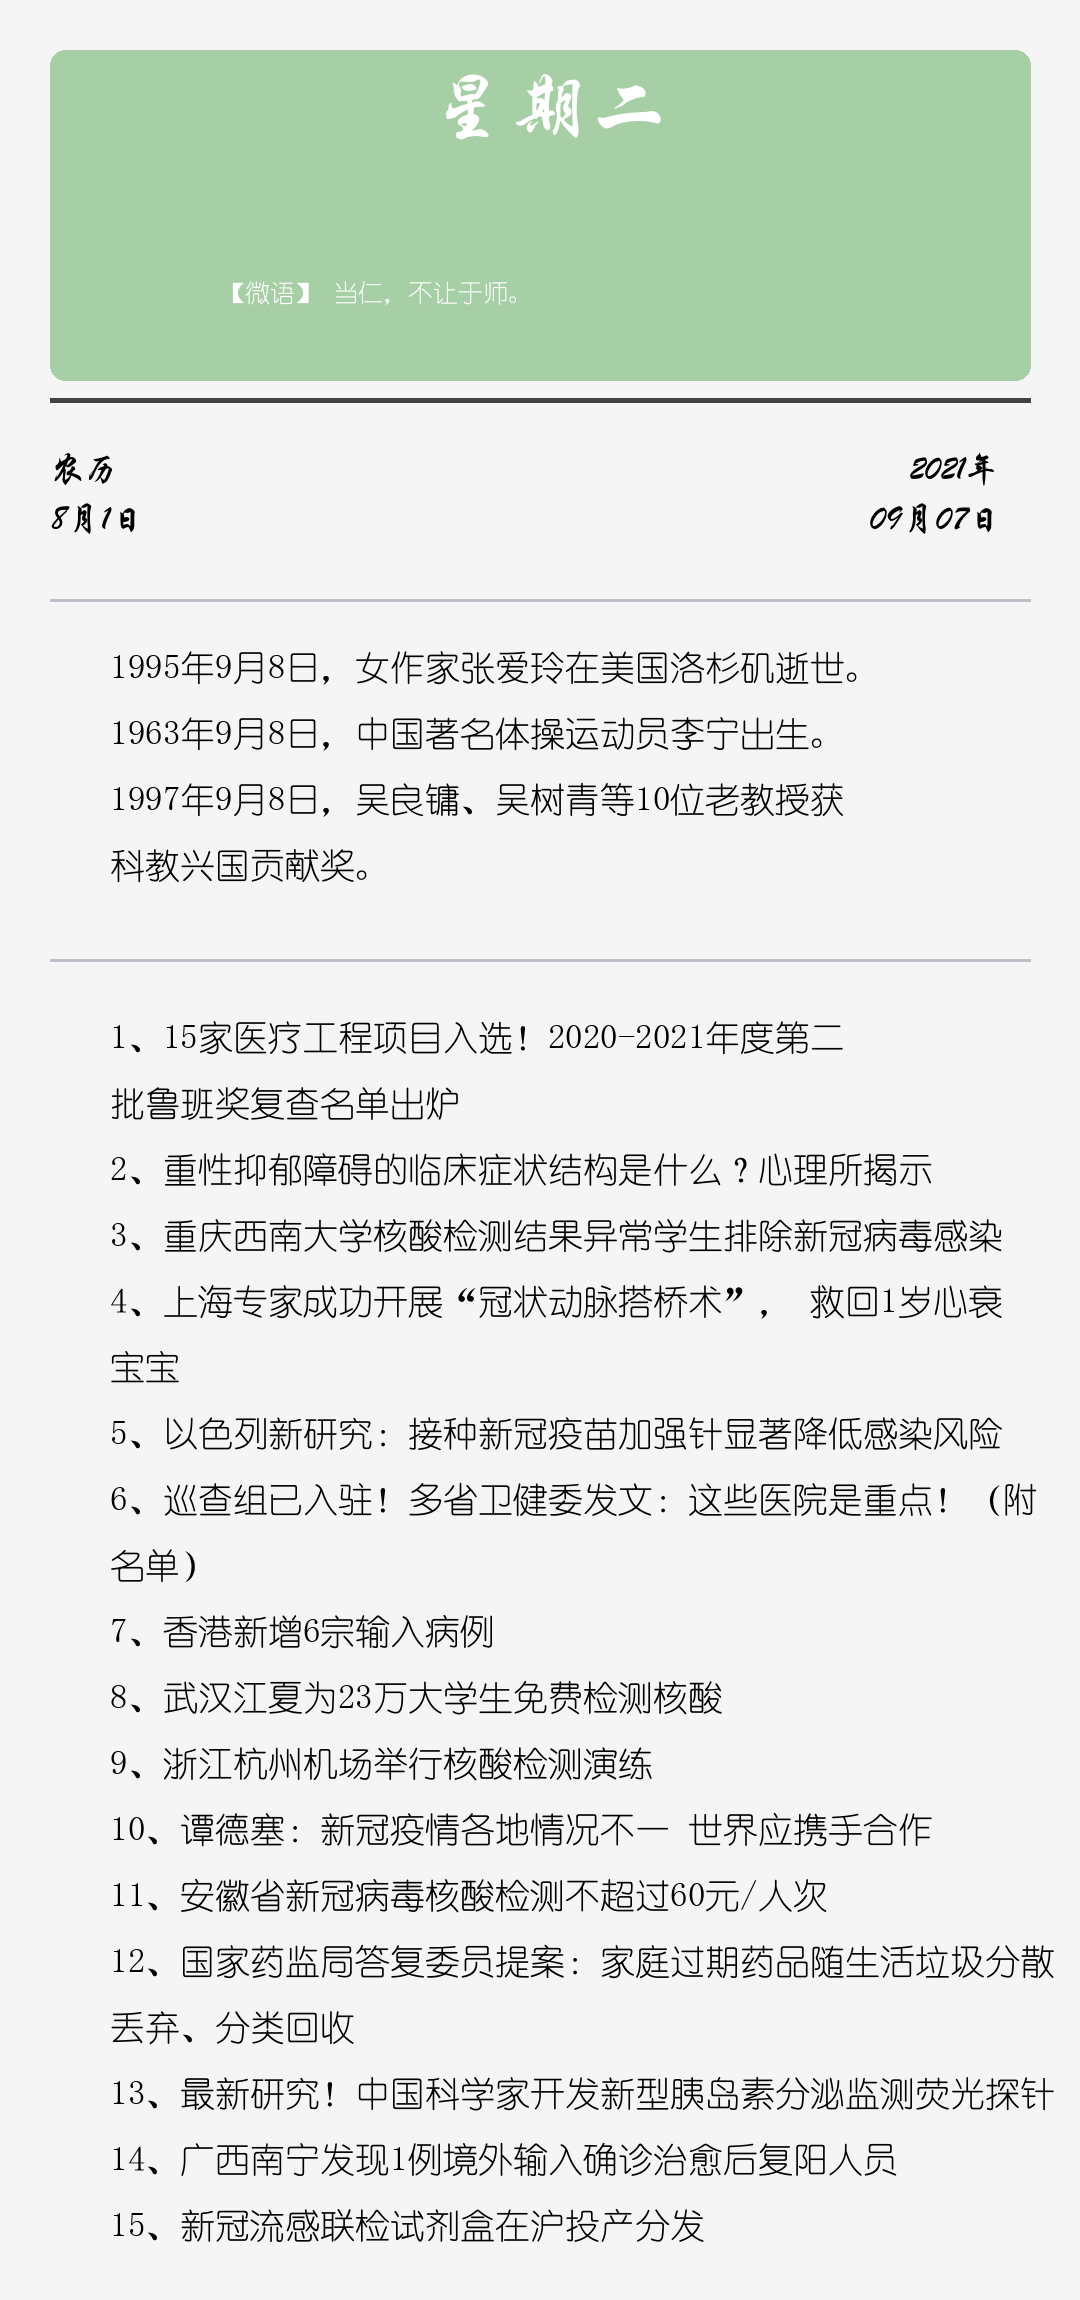 星期二
【微语】 当仁，不让于师。
农历
8月1日
2021年
09月07日
1995年9月8日，女作家张爱玲在美国洛杉矶逝世。
1963年9月8日，中国著名体操运动员李宁出生。
1997年9月8日，吴良镛、吴树青等10位老教授获
科教兴国贡献奖。
1、15家医疗工程项目入选！2020-2021年度第二
批鲁班奖复查名单出炉
2、重性抑郁障碍的临床症状结构是什么？心理所揭示
3、重庆西南大学核酸检测结果异常学生排除新冠病毒感染
4、上海专家成功开展“冠状动脉搭桥术”， 救回1岁心衰
宝宝
5、以色列新研究：接种新冠疫苗加强针显著降低感染风险
6、巡查组已入驻！多省卫健委发文：这些医院是重点！（附
名单）
7、香港新增6宗输入病例
8、武汉江夏为23万大学生免费检测核酸
9、浙江杭州机场举行核酸检测演练
10、谭德塞：新冠疫情各地情况不一 世界应携手合作
11、安徽省新冠病毒核酸检测不超过60元/人次
12、国家药监局答复委员提案：家庭过期药品随生活垃圾分散
丢弃、分类回收
13、最新研究！中国科学家开发新型胰岛素分泌监测荧光探针
14、广西南宁发现1例境外输入确诊治愈后复阳人员
15、新冠流感联检试剂盒在沪投产分发